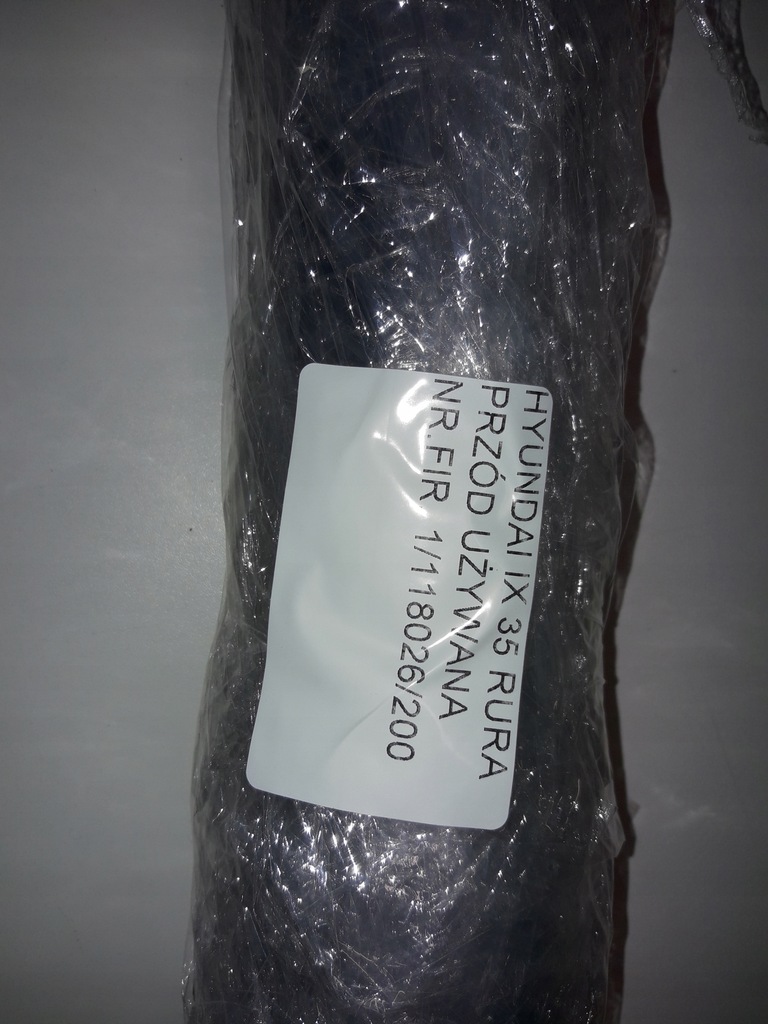 HYUNDAI IX 35 RURA
PRZÓD UŻYWANA
NR.FIR 1/118026/200